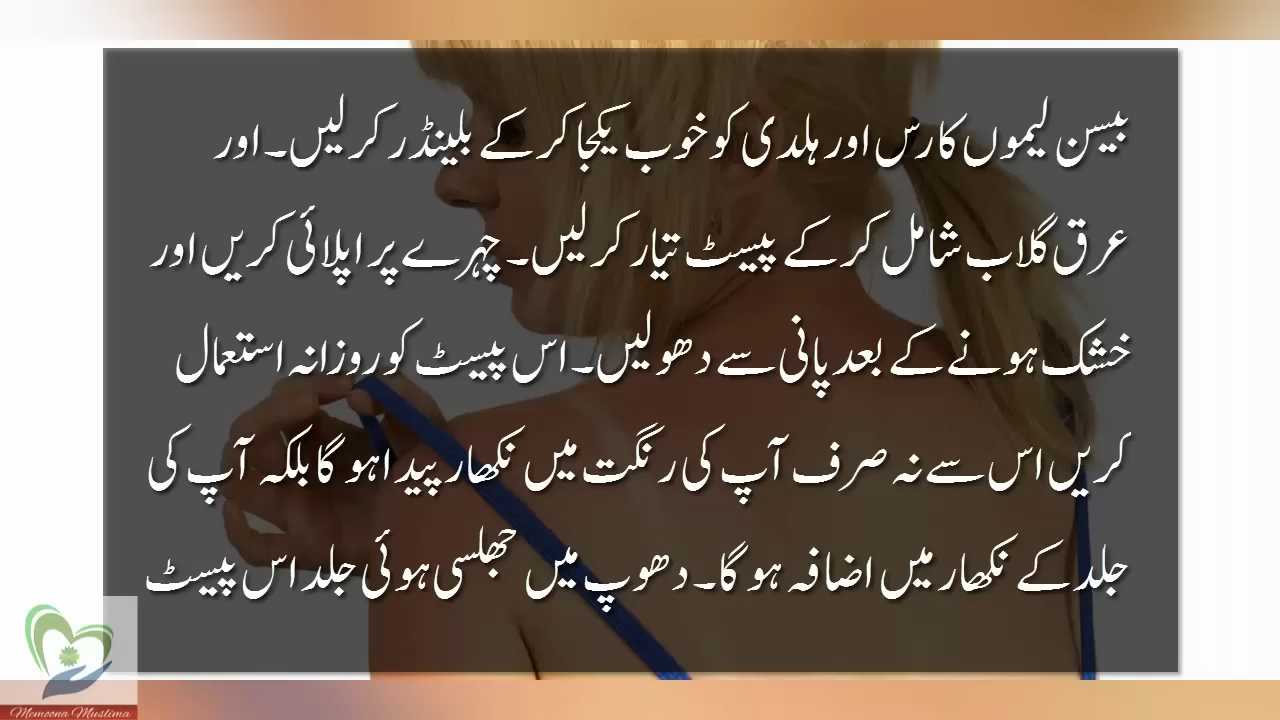 بیسن لیموں کا رس اور ہلدی کو خوب یکجا کر کے بلینڈر کر لیں۔ اور
عرق گلاب شامل کر کے پیسٹ تیار کر لیں۔ چہرے پر اپلائی کریں اور
خشک ہونے کے بعد پانی سے دھو لیں۔ اس پیسٹ کو روزانہ استعمال
کریں اس سے نہ صرف آپ کی رنگت میں نکھار پیدا ہو گا بلکہ آپ کی
جلد کے نکھار میں اضافہ ہو گا۔ دھوپ میں جھلسی ہوئی جلد اس پیسٹ
Memoona Muslima